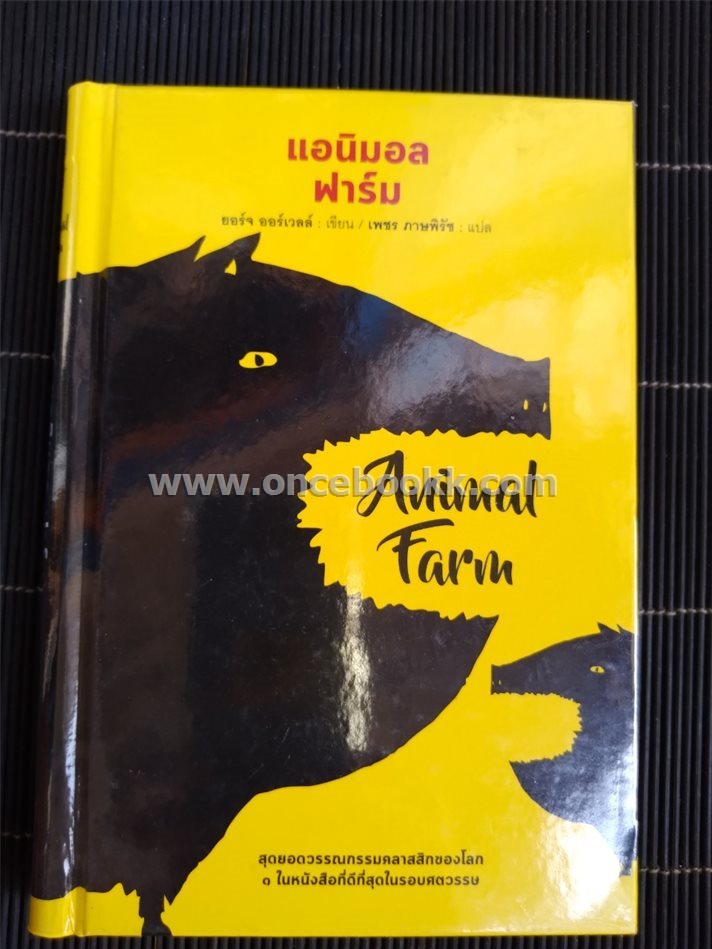 แอนิมอล
ฟาร์ม
ยอร์จ ออร์เวลล์ : เขียน / เพชร ภาษพิรัช : แปล
www.oncebookk.com
Animal
Farm
สุดยอดวรรณกรรมคลาสสิกของโลก
๑ ในหนังสือที่ดีที่สุดในรอบศตวรรษ